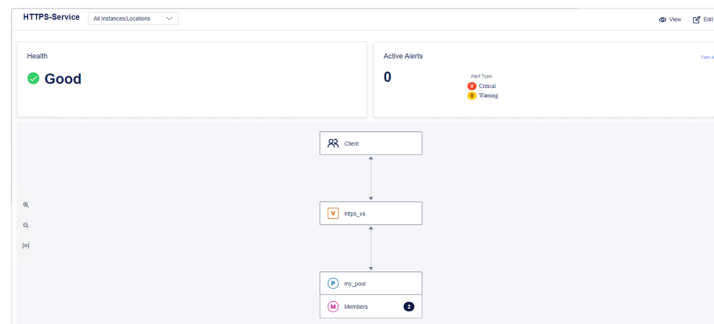 HTTPS-Service All Instances/Locations View Edit
Health
Good
Active Alerts
0
View A
Alert Type
0 Critical
0 Warning
Client
V https_vs
P my_pool
M Members 2